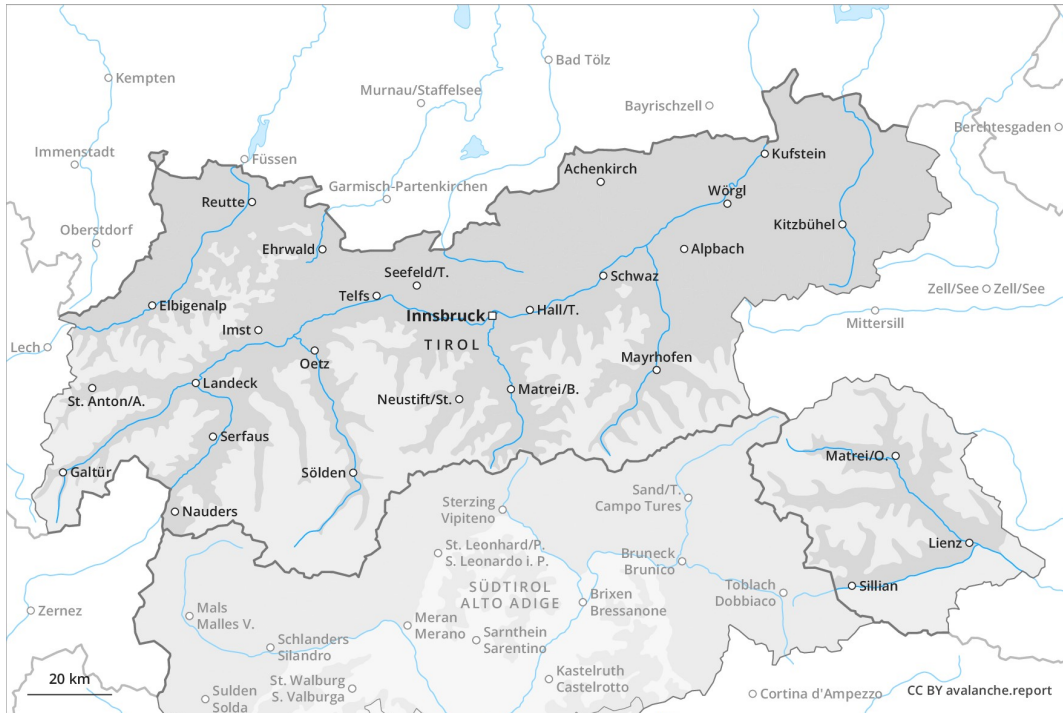 Kempten
Bad Tölz
Murnau/Staffelsee
Bayrischzell
Berchtesgaden
Immenstadt
Füssen
Kufstein
Achenkirch
Garmisch-Partenkirchen
Wörgl
Reutte
Oberstdorf
Kitzbühel
Ehrwald
Alpbach
Seefeld/T.
Schwaz
Telfs
Zell/See
Zell/See
Elbigenalp
Innsbruck
Hall/T.
Mittersill
Imst
Lech
TIROL
Oetz
Mayrhofen
Landeck
St. Anton/A.
Neustift/St.
Matrei/B.
Serfaus
Matrei/O.
Galtür
Sölden
Sand/T.
Campo Tures
Sterzing
Vipiteno
Nauders
Lienz
St. Leonhard/P.
S. Leonardo i. P.
Bruneck
Brunico
Sillian
SÜDTIROL
ALTO ADIGE
Toblach
Dobbiaco
Brixen
Bressanone
Zernez
Mals
Malles V.
Meran
Merano
Sarnthein
Sarentino
Schlanders
Silandro
Kastelruth
Castelrotto
St. Walburg
S. Valburga
20 km
Sulden
Solda
Cortina d'Ampezzo
CC BY avalanche.report